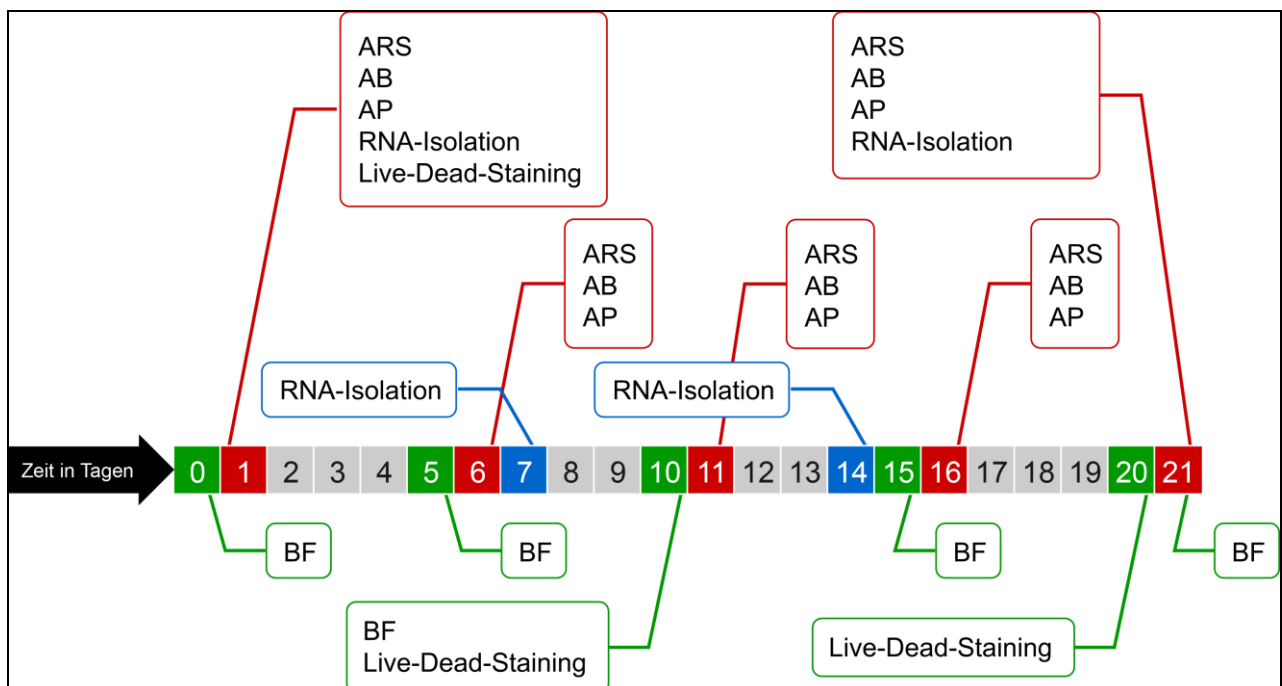 ARS
AB
AP
RNA-Isolation
Live-Dead-Staining
ARS
AB
AP
RNA-Isolation
ARS
AB
AP
ARS
AB
AP
ARS
AB
AP
RNA-Isolation
RNA-Isolation
Zeit in Tagen
0 1 2 3 4 5 6 7 8 9 10 11 12 13 14 15 16 17 18 19 20 21
BF
BF
BF
BF
BF
Live-Dead-Staining
Live-Dead-Staining